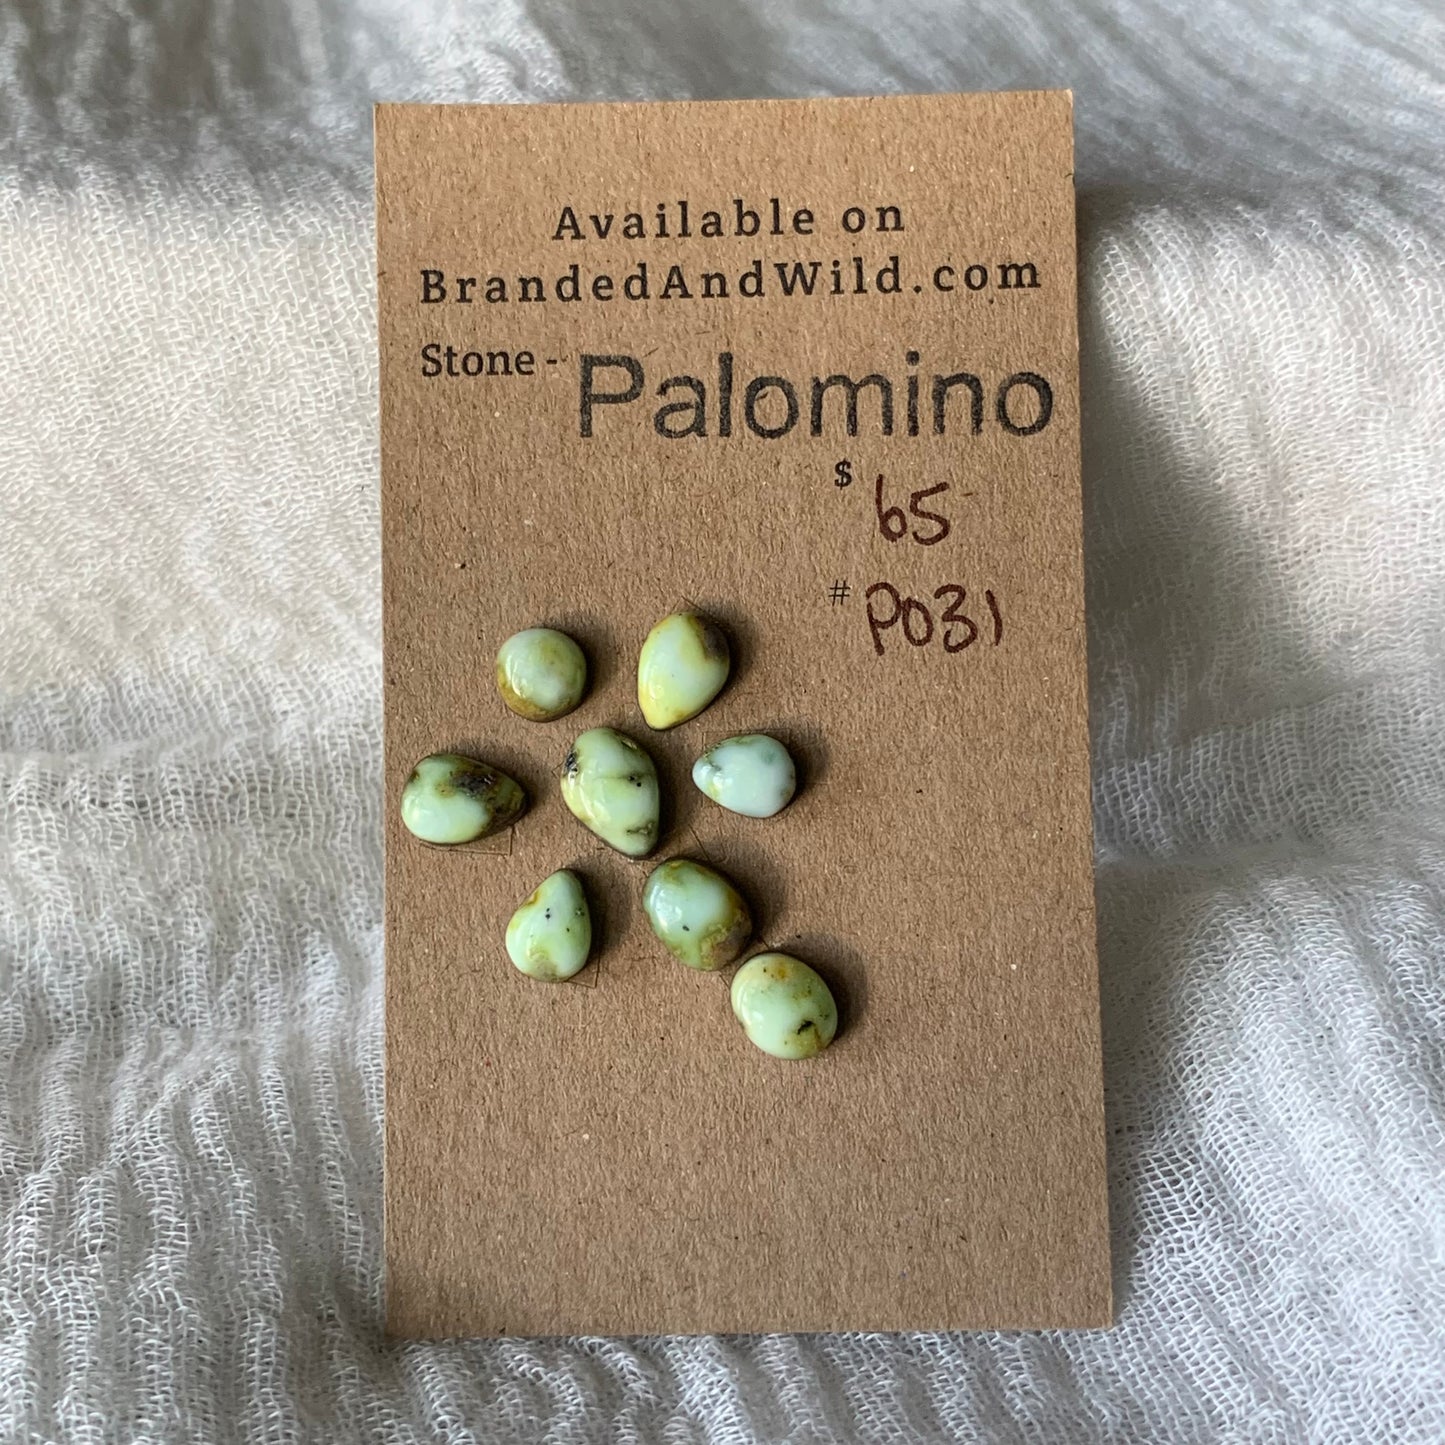 Available on
BrandedAndWild.com
Stone - Palomino
$ 65
# P031